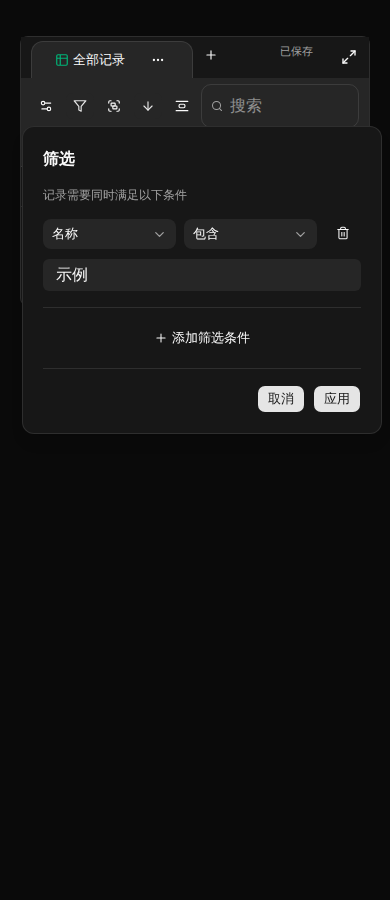 全部记录
已保存
搜索
筛选
记录需要同时满足以下条件
名称 包含
示例
添加筛选条件
取消 应用